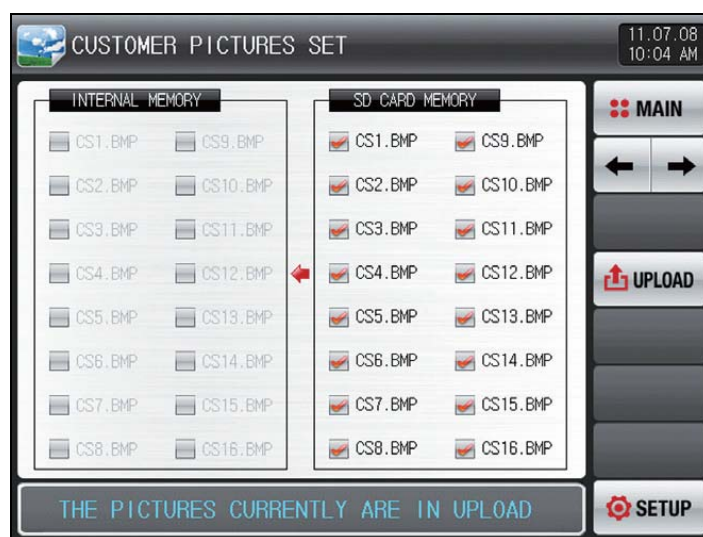 CUSTOMER PICTURES SET
11.07.08
10:04 AM
INTERNAL MEMORY
CS1.BMP CS9.BMP
CS2.BMP CS10.BMP
CS3.BMP CS11.BMP
CS4.BMP CS12.BMP
CS5.BMP CS13.BMP
CS6.BMP CS14.BMP
CS7.BMP CS15.BMP
CS8.BMP CS16.BMP
SD CARD MEMORY
CS1.BMP CS9.BMP
CS2.BMP CS10.BMP
CS3.BMP CS11.BMP
CS4.BMP CS12.BMP
CS5.BMP CS13.BMP
CS6.BMP CS14.BMP
CS7.BMP CS15.BMP
CS8.BMP CS16.BMP
MAIN
UPLOAD
SETUP
THE PICTURES CURRENTLY ARE IN UPLOAD